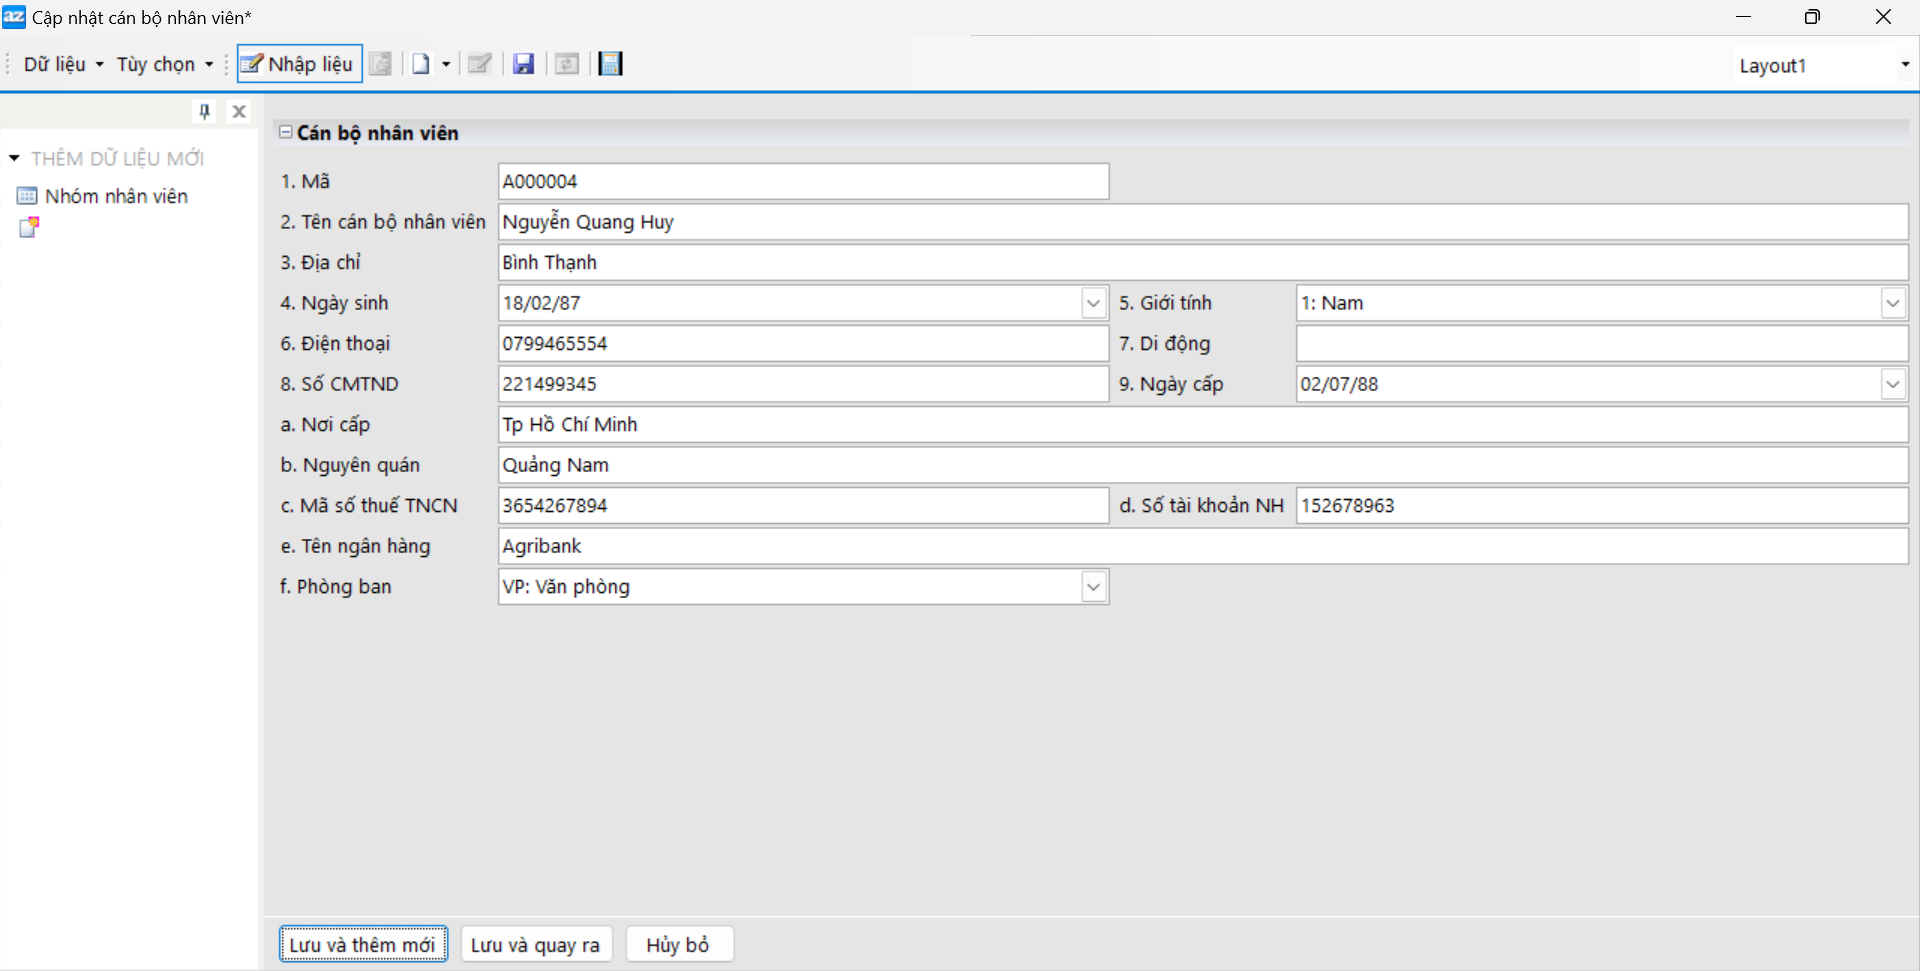 az Cập nhật cán bộ nhân viên*
Dữ liệu Tùy chọn Nhập liệu Layout1
Cán bộ nhân viên
THÊM DỮ LIỆU MỚI
Nhóm nhân viên
1. Mã A000004
2. Tên cán bộ nhân viên Nguyễn Quang Huy
3. Địa chỉ Bình Thạnh
4. Ngày sinh 18/02/87 5. Giới tính 1: Nam
6. Điện thoại 0799465554 7. Di động
8. Số CMTND 221499345 9. Ngày cấp 02/07/88
a. Nơi cấp Tp Hồ Chí Minh
b. Nguyên quán Quảng Nam
c. Mã số thuế TNCN 3654267894 d. Số tài khoản NH 152678963
e. Tên ngân hàng Agribank
f. Phòng ban VP: Văn phòng
Lưu và thêm mới Lưu và quay ra Hủy bỏ